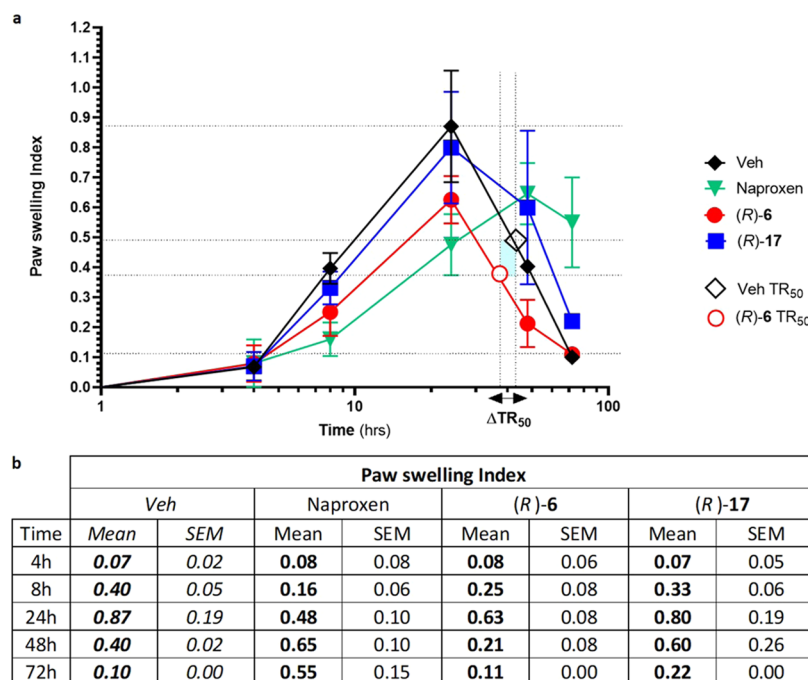 a
1.2
1.1
1.0
0.9
0.8
0.7
0.6
0.5
0.4
0.3
0.2
0.1
0.0
Paw swelling Index
1 10 100
Time (hrs)
ΔTR50
Veh
Naproxen
(R)-6
(R)-17
Veh TR50
(R)-6 TR50
b
Paw swelling Index
Veh Naproxen (R)-6 (R)-17
Time Mean SEM Mean SEM Mean SEM Mean SEM
4h 0.07 0.02 0.08 0.08 0.08 0.06 0.07 0.05
8h 0.40 0.05 0.16 0.06 0.25 0.08 0.33 0.06
24h 0.87 0.19 0.48 0.10 0.63 0.08 0.80 0.19
48h 0.40 0.02 0.65 0.10 0.21 0.08 0.60 0.26
72h 0.10 0.00 0.55 0.15 0.11 0.00 0.22 0.00